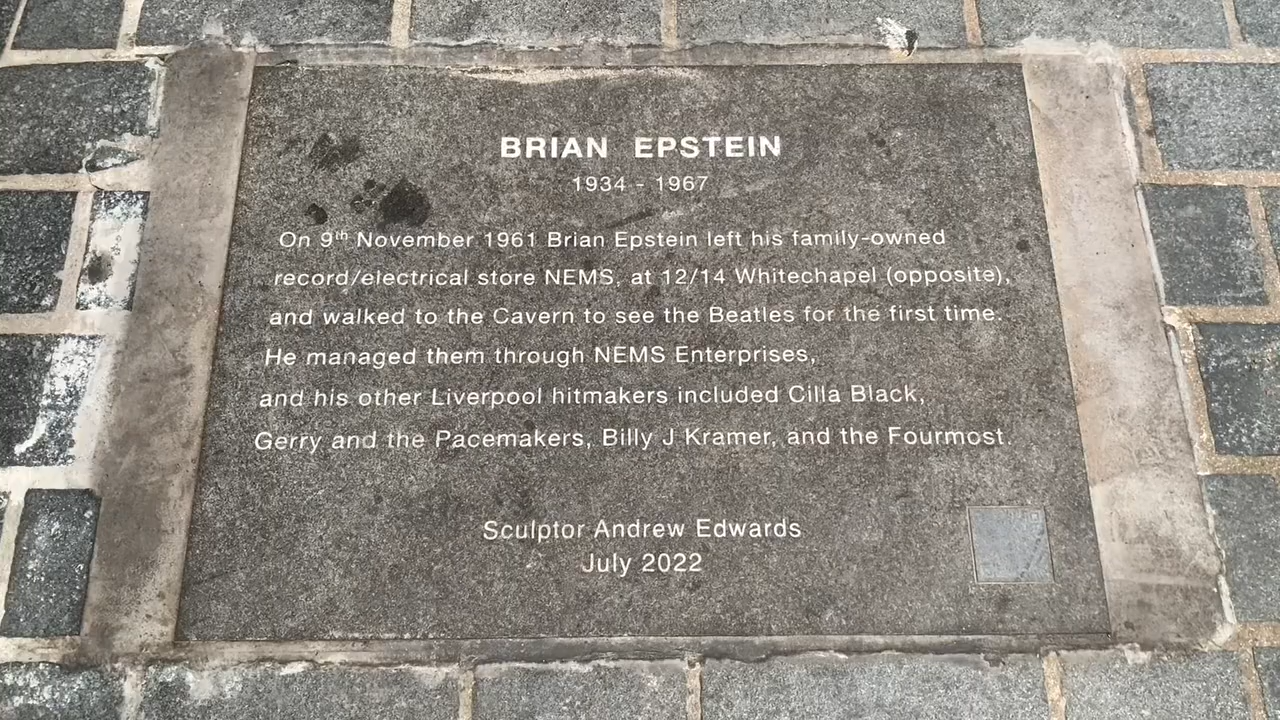 BRIAN EPSTEIN
1934 - 1967
On 9th November 1961 Brian Epstein left his family-owned
record/electrical store NEMS, at 12/14 Whitechapel (opposite),
and walked to the Cavern to see the Beatles for the first time.
He managed them through NEMS Enterprises,
and his other Liverpool hitmakers included Cilla Black,
Gerry and the Pacemakers, Billy J Kramer, and the Fourmost.
Sculptor Andrew Edwards
July 2022